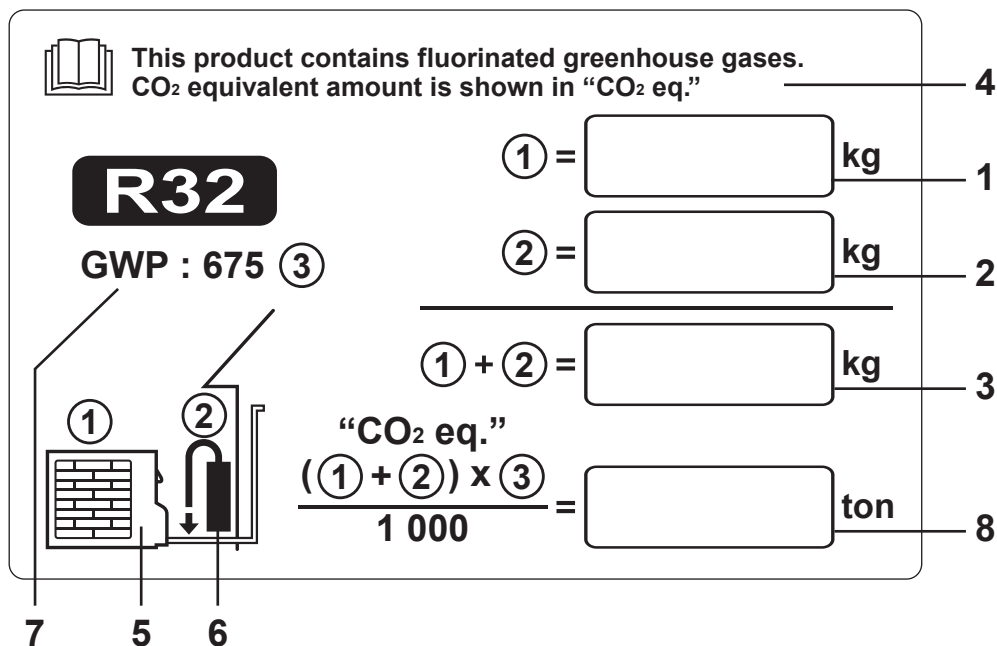 This product contains fluorinated greenhouse gases.
CO2 equivalent amount is shown in “CO2 eq.”
4
① =
kg
1
R32
② =
kg
2
GWP : 675 ③
① + ② =
kg
3
①
②
“CO2 eq.”
(① + ②) x ③
1 000
=
ton
8
7
5
6